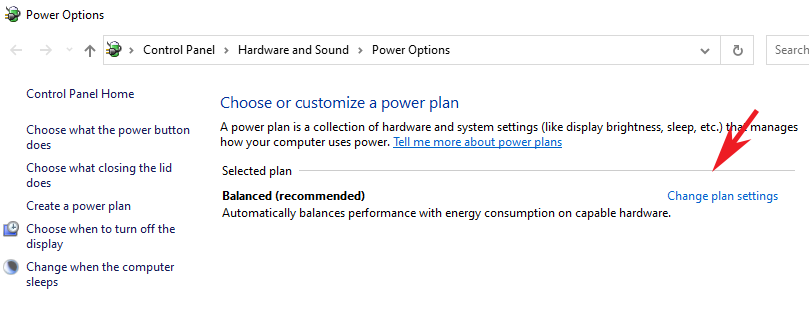 Power Options
Control Panel > Hardware and Sound > Power Options
Search
Control Panel Home
Choose what the power button
does
Choose what closing the lid
does
Create a power plan
Choose when to turn off the
display
Change when the computer
sleeps
Choose or customize a power plan
A power plan is a collection of hardware and system settings (like display brightness, sleep, etc.) that manages
how your computer uses power. Tell me more about power plans
Selected plan
Balanced (recommended)
Change plan settings
Automatically balances performance with energy consumption on capable hardware.